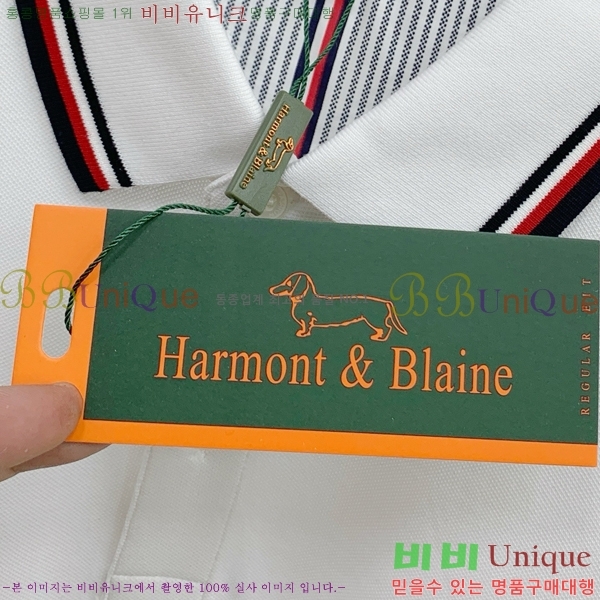 비비유니크
Harmont
& Blaine
BBUniQue
BBUniQue
Harmont & Blaine
REGULAR FIT
비비 Unique
-본 이미지는 비비유니크에서 촬영한 100% 실사 이미지 입니다.-
믿을수 있는 명품구매대행